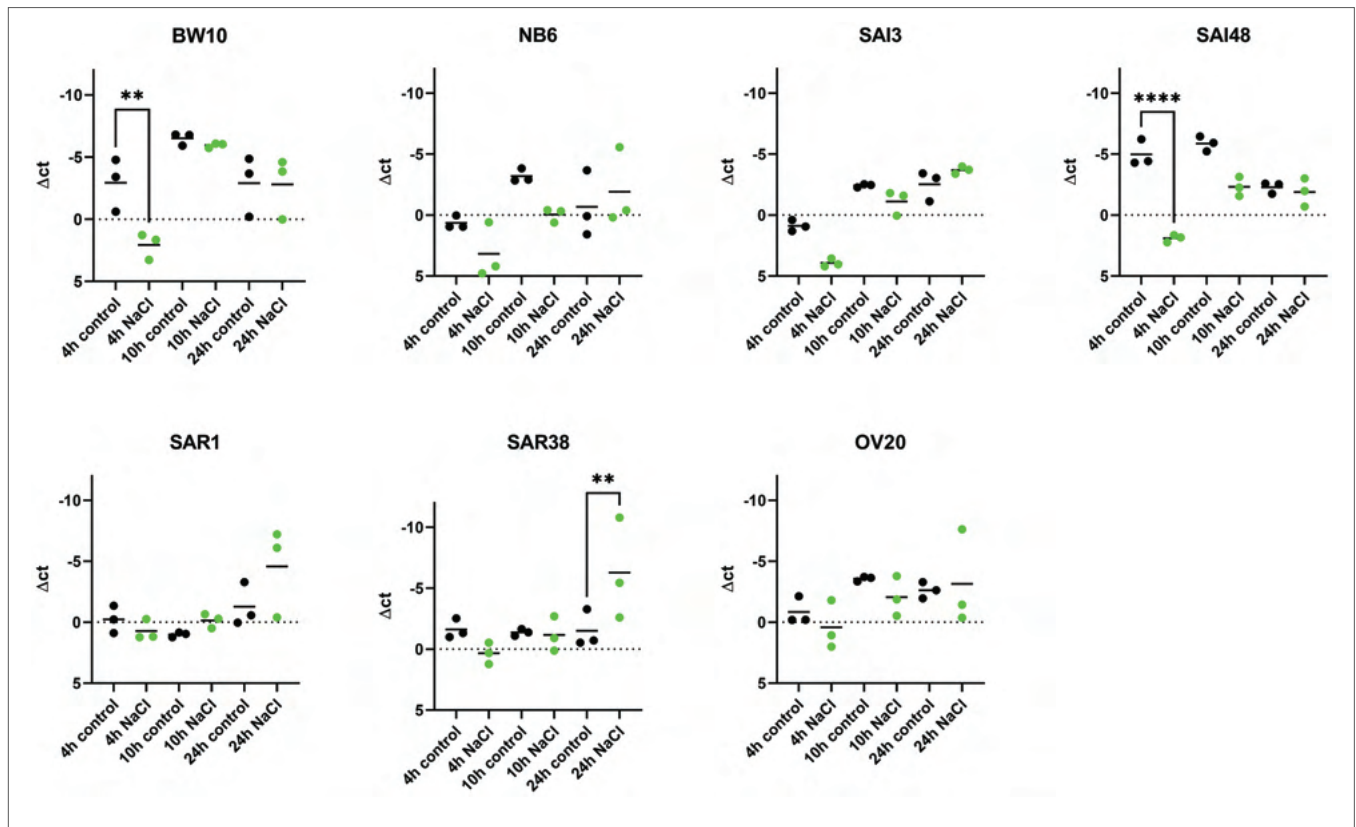 BW10
NB6
SAI3
SAI48
Δct
-10
-5
0
5
**
4h control
4h NaCl
10h control
10h NaCl
24h control
24h NaCl
Δct
-10
-5
0
5
4h control
4h NaCl
10h control
10h NaCl
24h control
24h NaCl
Δct
-10
-5
0
5
4h control
4h NaCl
10h control
10h NaCl
24h control
24h NaCl
Δct
-10
-5
0
5
****
4h control
4h NaCl
10h control
10h NaCl
24h control
24h NaCl
SAR1
SAR38
OV20
Δct
-10
-5
0
5
4h control
4h NaCl
10h control
10h NaCl
24h control
24h NaCl
Δct
-10
-5
0
5
**
4h control
4h NaCl
10h control
10h NaCl
24h control
24h NaCl
Δct
-10
-5
0
5
4h control
4h NaCl
10h control
10h NaCl
24h control
24h NaCl